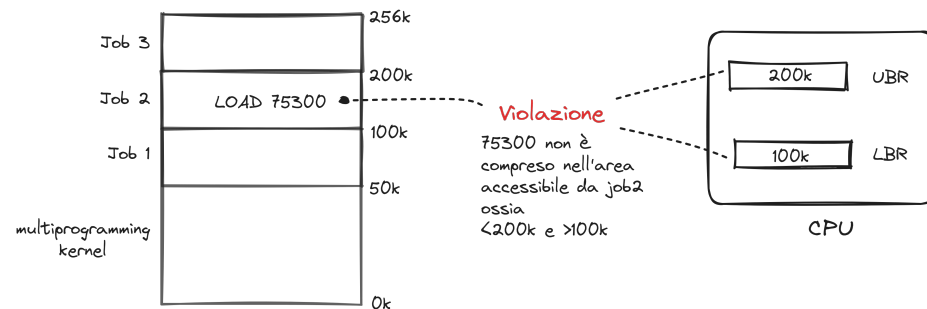 256k
Job 3
200k
Job 2
LOAD 75300
100k
Job 1
50k
multiprogramming
kernel
0k
Violazione
75300 non è
compreso nell'area
accessibile da job2
ossia
<200k e >100k
200k
UBR
100k
LBR
CPU